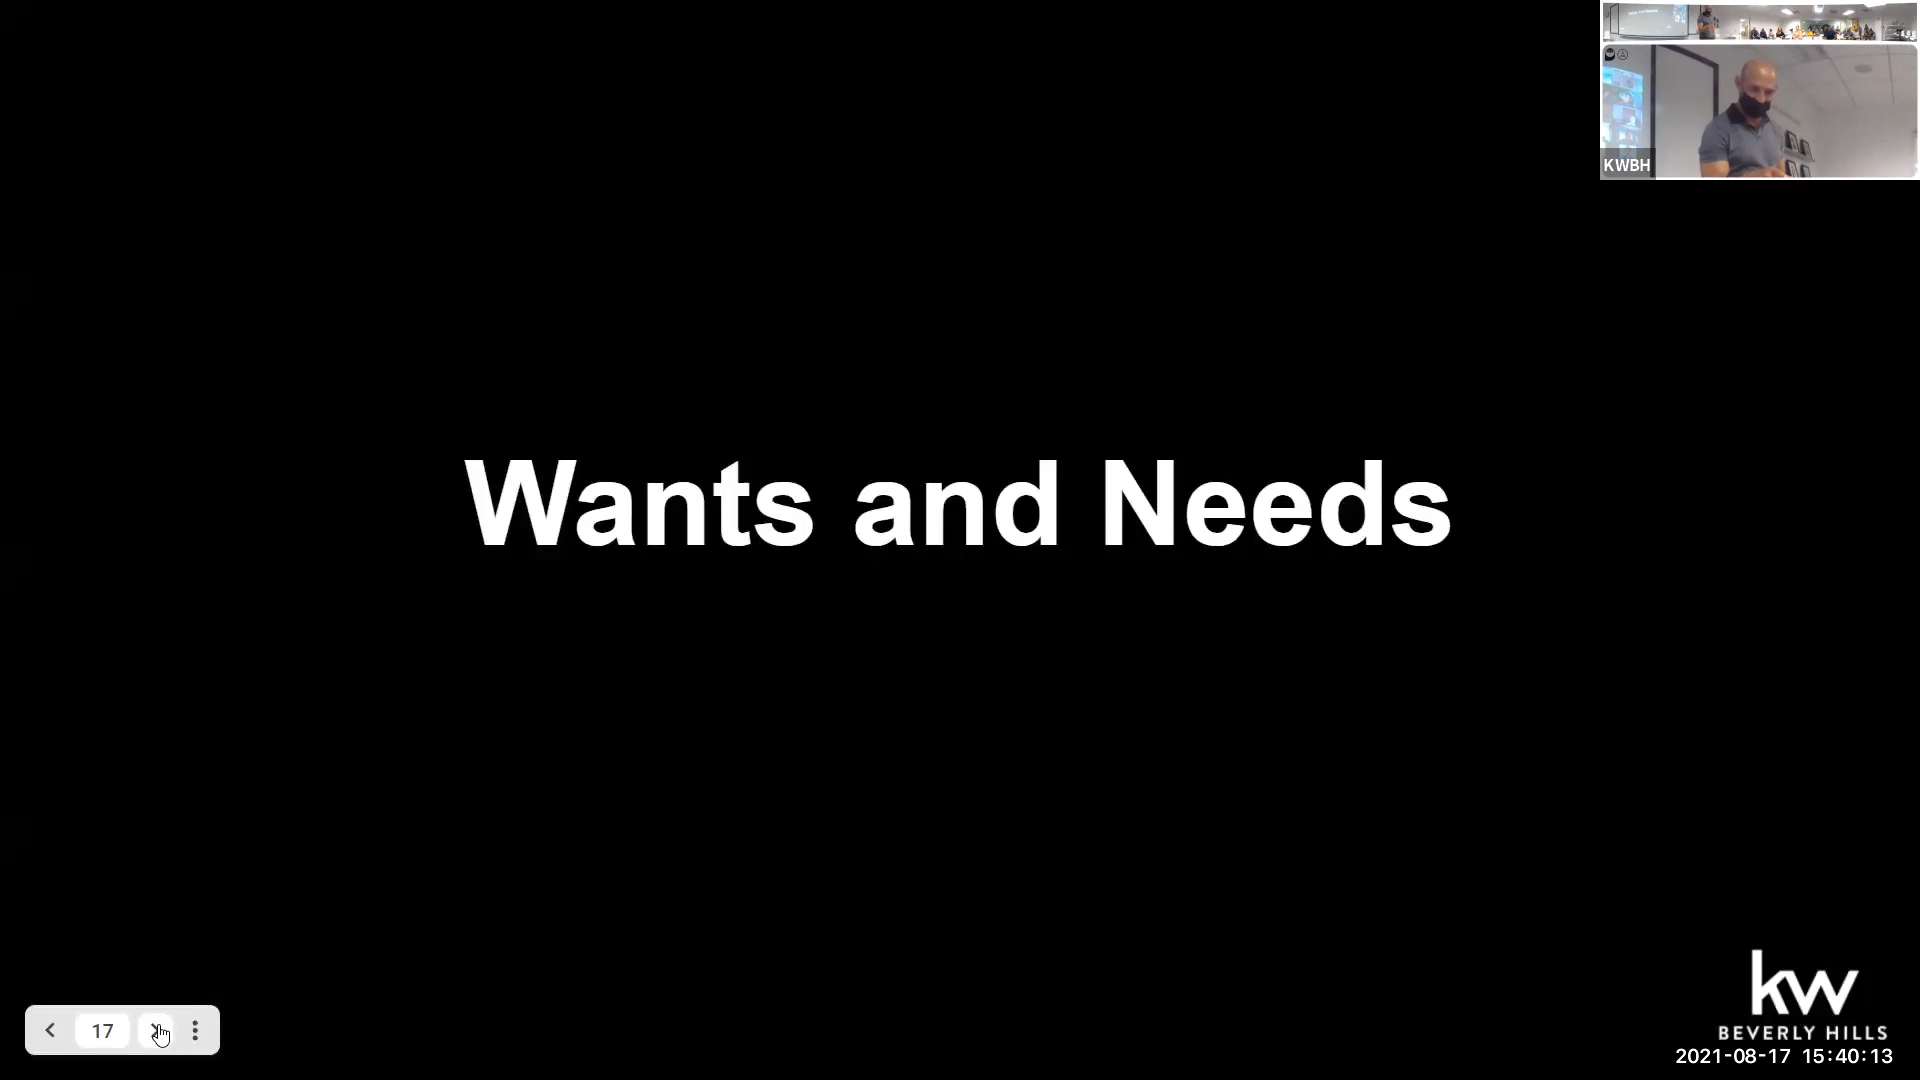 KWBH
Wants and Needs
17
kw
BEVERLY HILLS
2021-08-17 15:40:13